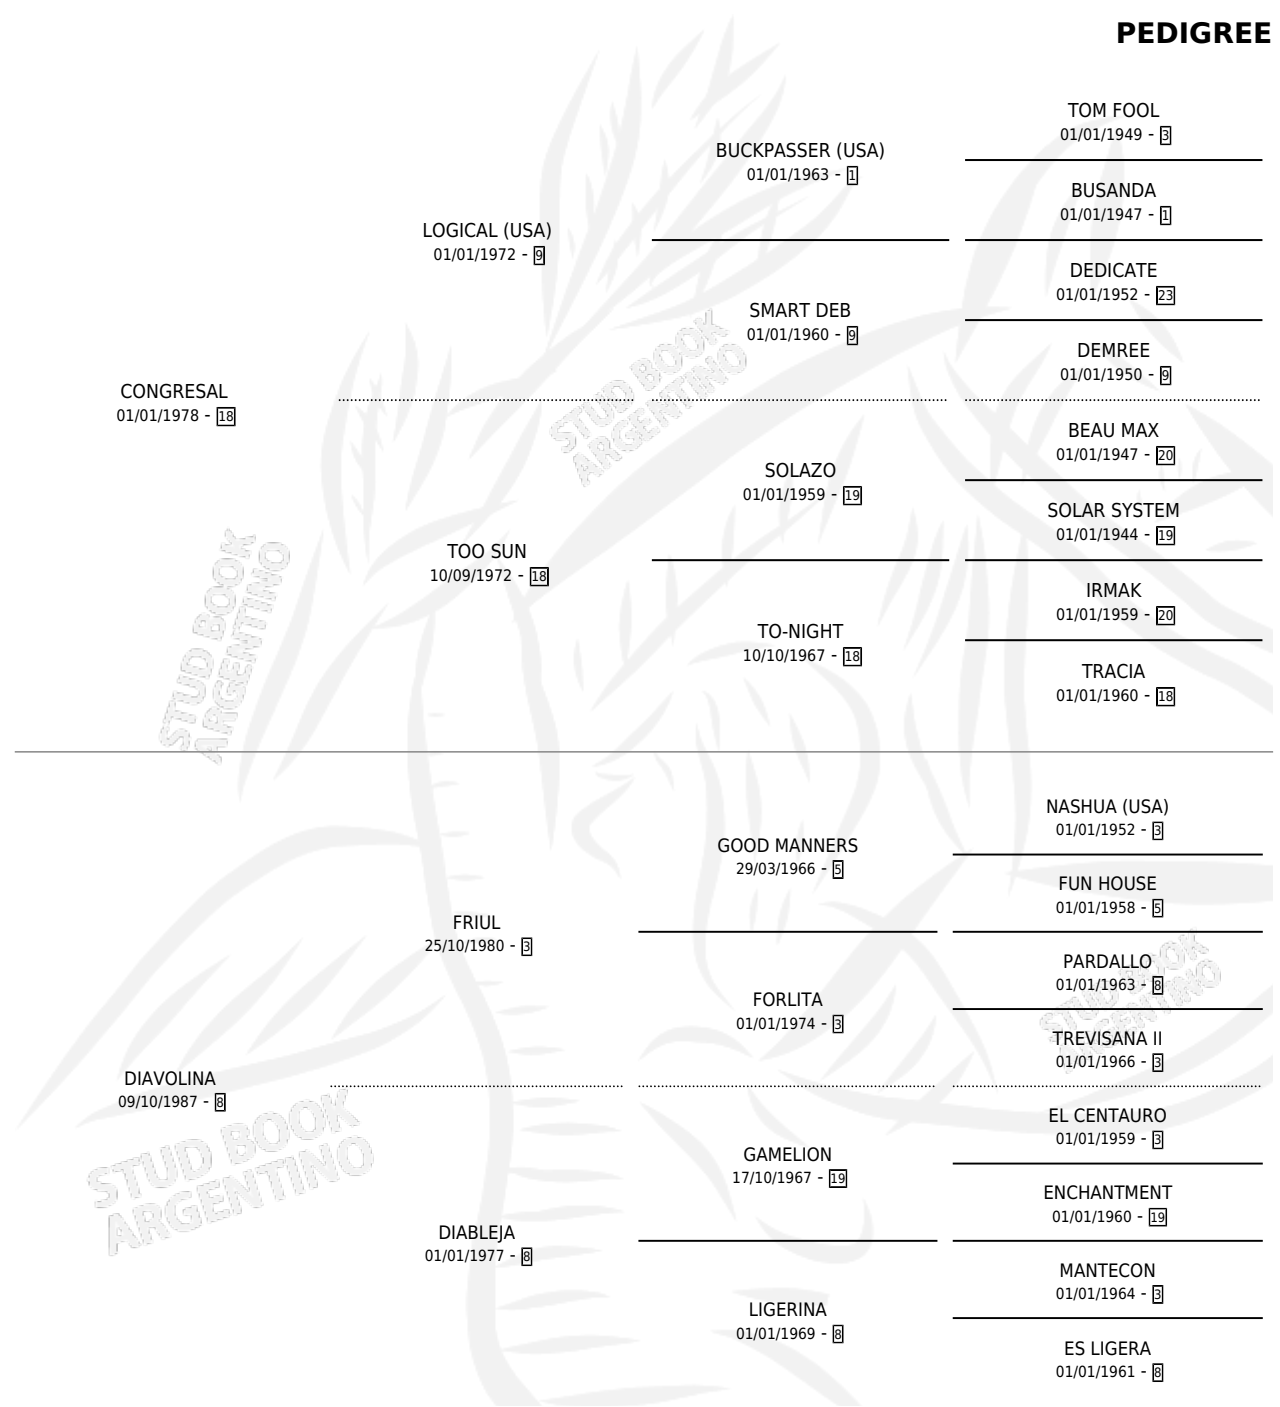 PEDIGREE
TOM FOOL
01/01/1949 - 3
BUCKPASSER (USA)
01/01/1963 - 1
BUSANDA
01/01/1947 - 1
LOGICAL (USA)
01/01/1972 - 9
DEDICATE
01/01/1952 - 23
SMART DEB
01/01/1960 - 9
DEMREE
01/01/1950 - 9
CONGRESAL
01/01/1978 - 18
BEAU MAX
01/01/1947 - 20
SOLAZO
01/01/1959 - 19
SOLAR SYSTEM
01/01/1944 - 19
TOO SUN
10/09/1972 - 18
IRMAK
01/01/1959 - 20
TO-NIGHT
10/10/1967 - 18
TRACIA
01/01/1960 - 18
NASHUA (USA)
01/01/1952 - 3
GOOD MANNERS
29/03/1966 - 5
FUN HOUSE
01/01/1958 - 5
FRIUL
25/10/1980 - 3
PARDALLO
01/01/1963 - 8
FORLITA
01/01/1974 - 3
TREVISANA II
01/01/1966 - 3
DIAVOLINA
09/10/1987 - 8
EL CENTAURO
01/01/1959 - 3
GAMELION
17/10/1967 - 19
ENCHANTMENT
01/01/1960 - 19
DIABLEJA
01/01/1977 - 8
MANTECON
01/01/1964 - 3
LIGERINA
01/01/1969 - 8
ES LIGERA
01/01/1961 - 8
STUD BOOK
ARGENTINO
STUD BOOK
ARGENTINO
STUD BOOK
ARGENTINO
STUD BOOK
ARGENTINO